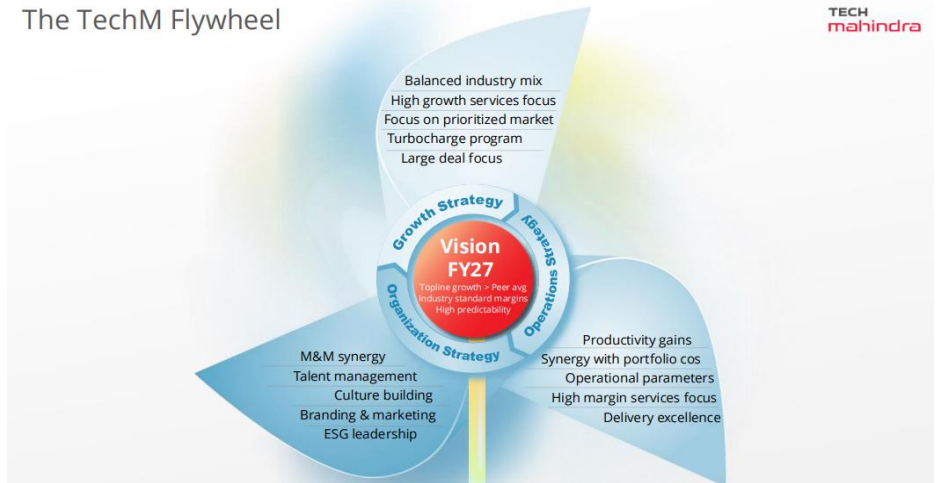 The TechM Flywheel
TECH
mahindra
Balanced industry mix
High growth services focus
Focus on prioritized market
Turbocharge program
Large deal focus
Growth Strategy
Operations Strategy
Organization Strategy
Vision
FY27
Topline growth > Peer avg
Industry standard margins
High predictability
M&M synergy
Talent management
Culture building
Branding & marketing
ESG leadership
Productivity gains
Synergy with portfolio cos
Operational parameters
High margin services focus
Delivery excellence